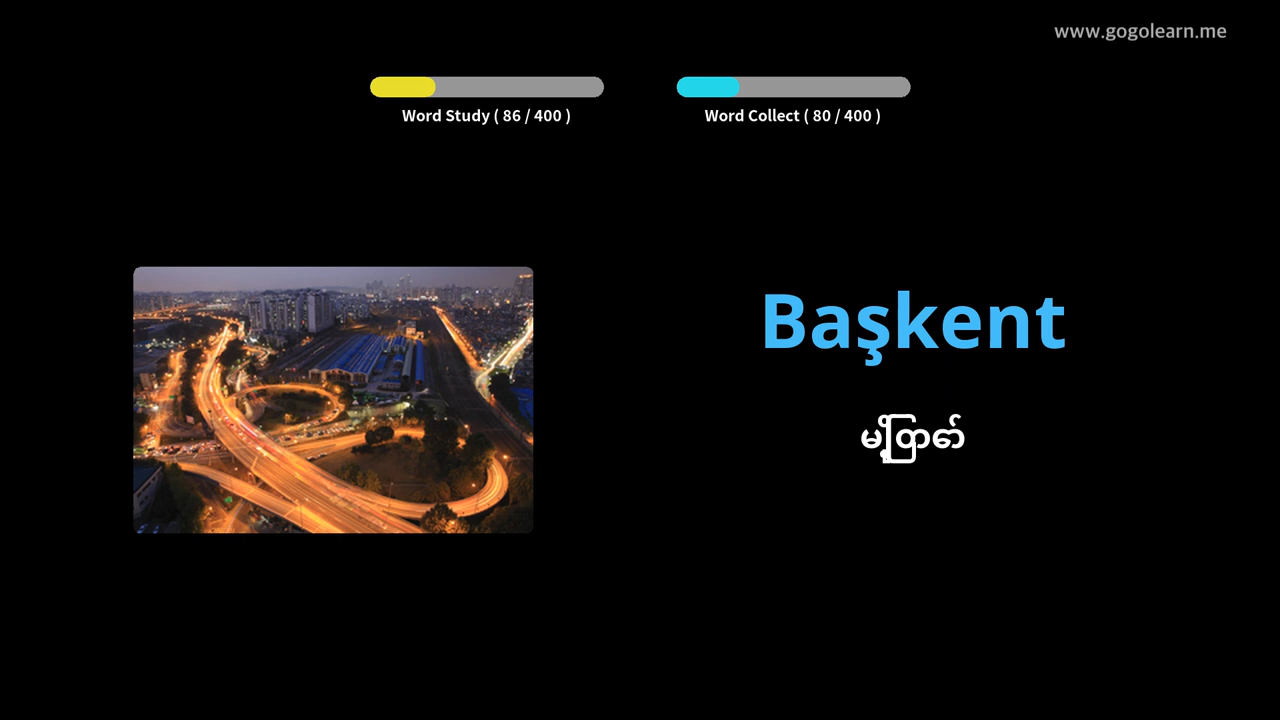 www.gogolearn.me
Word Study ( 86 / 400 )
Word Collect ( 80 / 400 )
Başkent
မြို့တော်